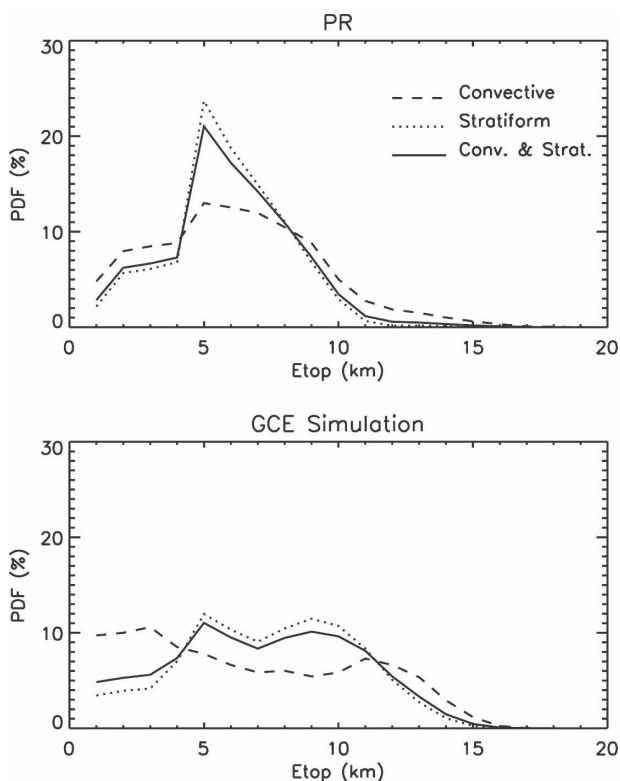 PR
30
20
10
0
PDF (%)
Convective
Stratiform
Conv. & Strat.
0 5 10 15 20
Etop (km)
GCE Simulation
30
20
10
0
PDF (%)
0 5 10 15 20
Etop (km)